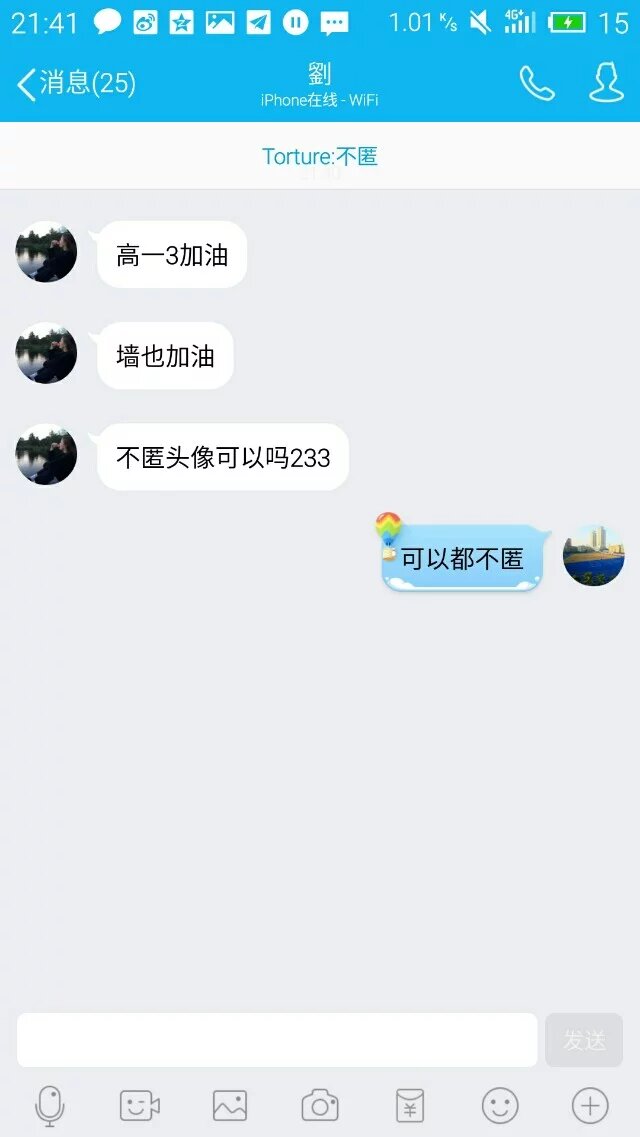 21:41 1.01 K/s 4G+ 15
消息(25)
劉
iPhone在线 - WiFi
Torture:不匿
高一3加油
墙也加油
不匿头像可以吗233
可以都不匿
发送